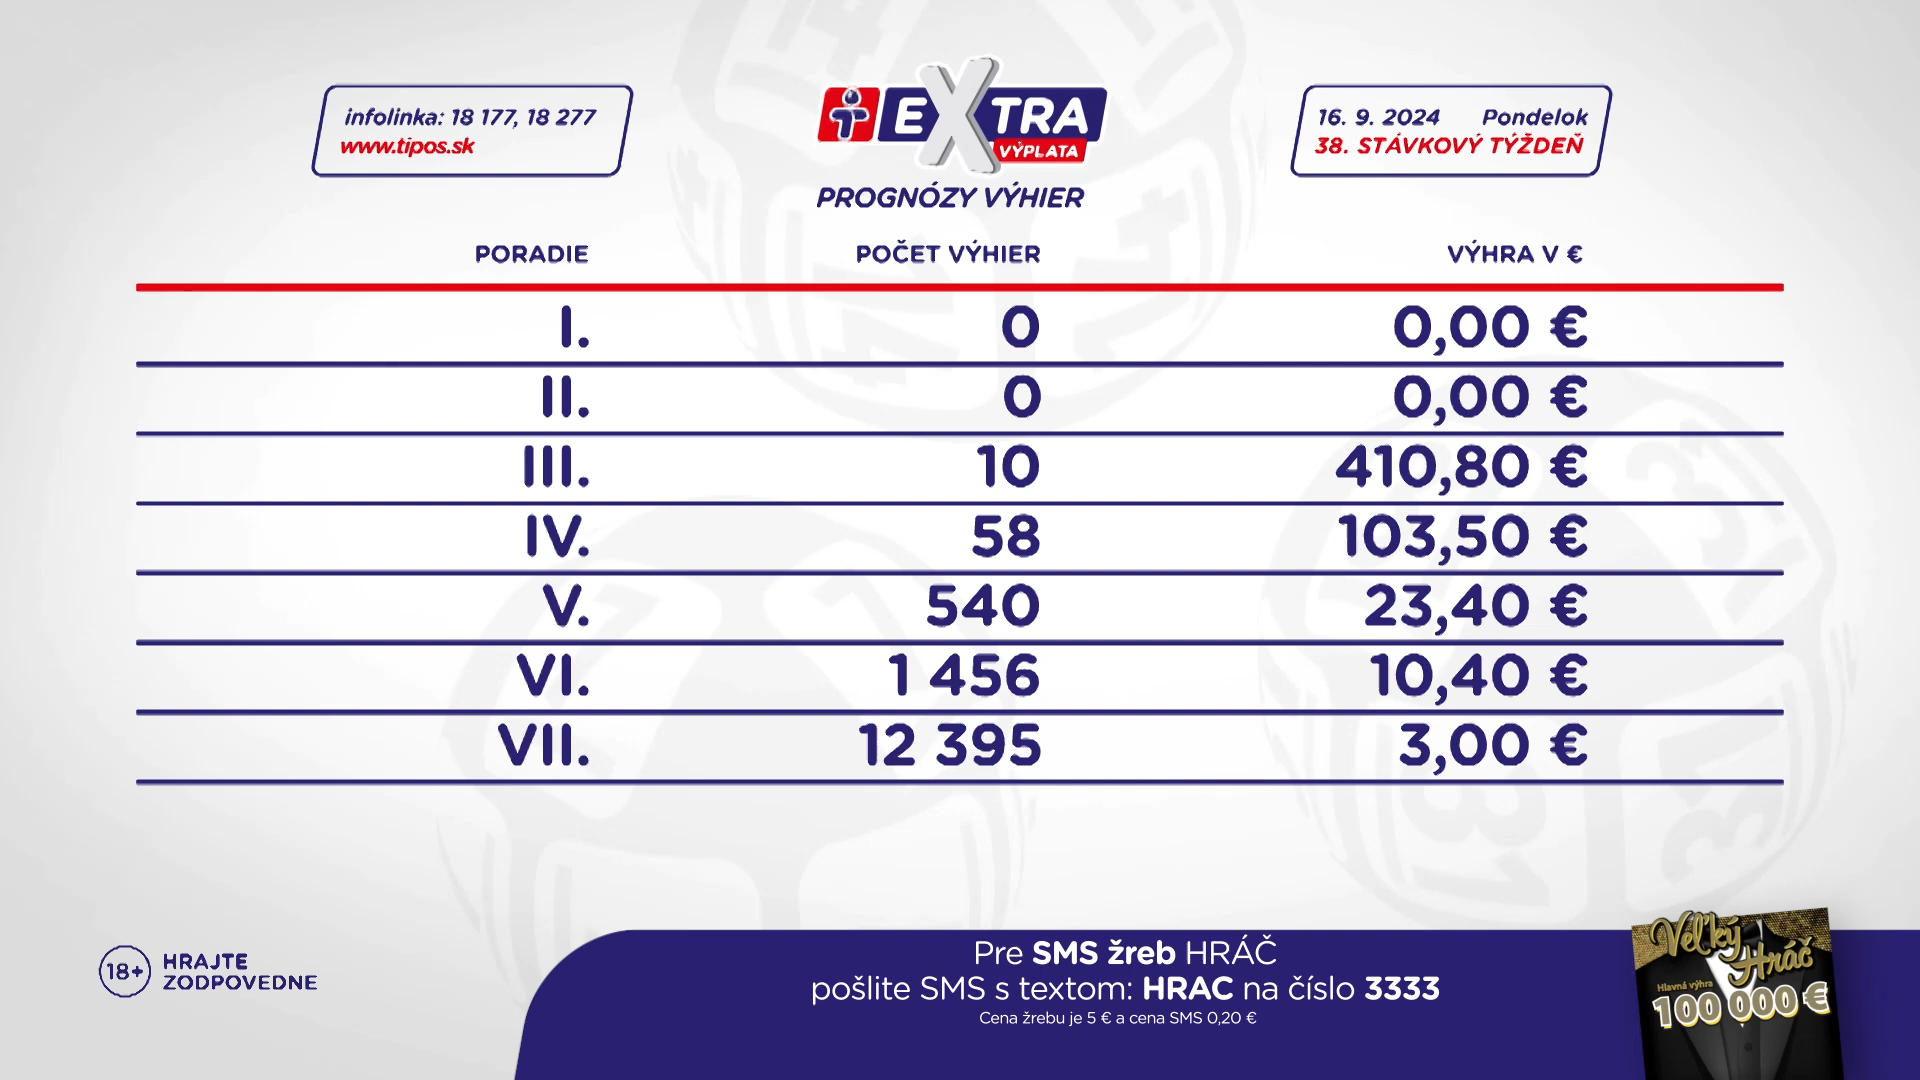 infolinka: 18 177, 18 277
www.tipos.sk
EXTRA
VÝPLATA
PROGNÓZY VÝHIER
16. 9. 2024 Pondelok
38. STÁVKOVÝ TÝŽDEŇ
PORADIE POČET VÝHIER VÝHRA V €
I. 0 0,00 €
II. 0 0,00 €
III. 10 410,80 €
IV. 58 103,50 €
V. 540 23,40 €
VI. 1 456 10,40 €
VII. 12 395 3,00 €
18+ HRAJTE
ZODPOVEDNE
Pre SMS žreb HRÁČ
pošlite SMS s textom: HRAC na číslo 3333
Cena žrebu je 5 € a cena SMS 0,20 €
Veľký
Hráč
Hlavná výhra
100 000 €